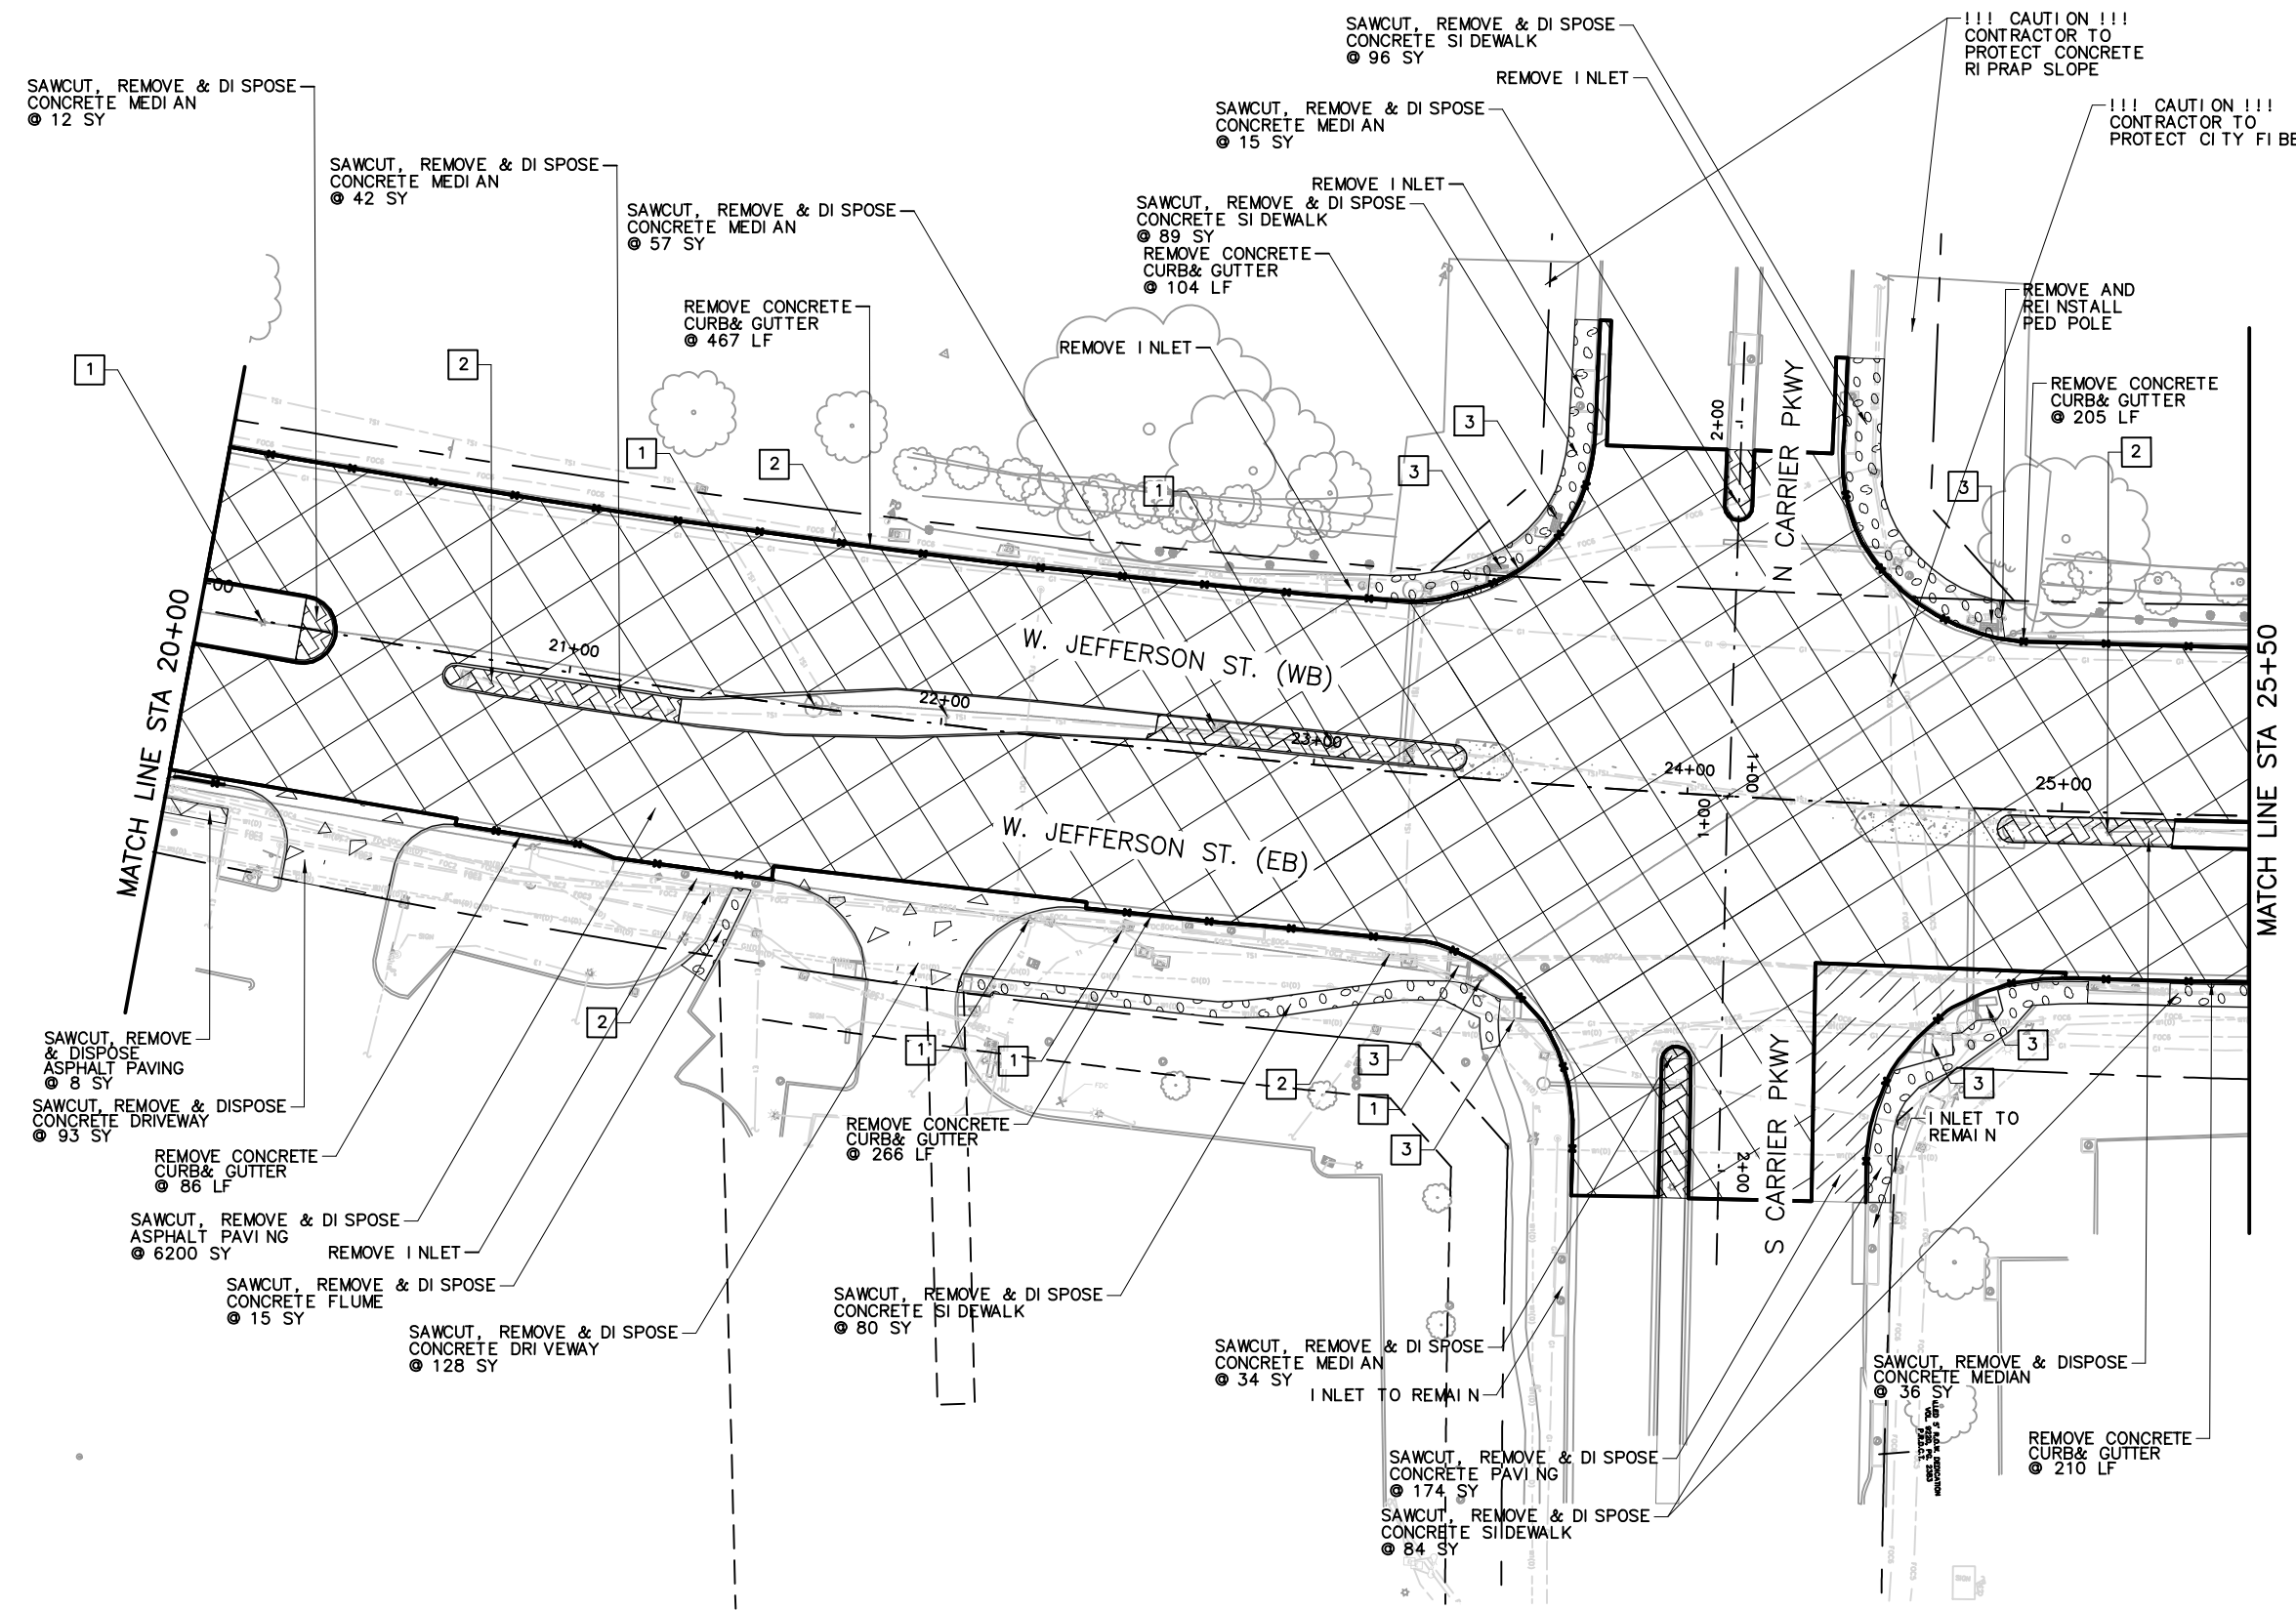 SAWCUT, REMOVE & DISPOSE
CONCRETE SIDEWALK
@ 96 SY
REMOVE INLET
!!! CAUTION !!!
CONTRACTOR TO
PROTECT CONCRETE
RIPRAP SLOPE
SAWCUT, REMOVE & DISPOSE
CONCRETE MEDIAN
@ 12 SY
SAWCUT, REMOVE & DISPOSE
CONCRETE MEDIAN
@ 15 SY
!!! CAUTION !!!
CONTRACTOR TO
PROTECT CITY FIBE
SAWCUT, REMOVE & DISPOSE
CONCRETE MEDIAN
@ 42 SY
SAWCUT, REMOVE & DISPOSE
CONCRETE MEDIAN
@ 57 SY
REMOVE INLET
SAWCUT, REMOVE & DISPOSE
CONCRETE SIDEWALK
@ 89 SY
REMOVE CONCRETE
CURB& GUTTER
@ 104 LF
REMOVE CONCRETE
CURB& GUTTER
@ 467 LF
REMOVE INLET
REMOVE AND
REINSTALL
PED POLE
REMOVE CONCRETE
CURB& GUTTER
@ 205 LF
1
2
1
2
1
3
3
3
2
2+00
N CARRIER PKWY
MATCH LINE STA 20+00
21+00
22+00
23+00
24+00
25+00
1+00
1+00
W. JEFFERSON ST. (WB)
W. JEFFERSON ST. (EB)
MATCH LINE STA 25+50
S CARRIER PKWY
2+00
2
1
1
2
3
1
3
3
3
SAWCUT, REMOVE
& DISPOSE
ASPHALT PAVING
@ 8 SY
SAWCUT, REMOVE & DISPOSE
CONCRETE DRIVEWAY
@ 93 SY
REMOVE CONCRETE
CURB& GUTTER
@ 86 LF
SAWCUT, REMOVE & DISPOSE
ASPHALT PAVING
@ 6200 SY
REMOVE INLET
SAWCUT, REMOVE & DISPOSE
CONCRETE FLUME
@ 15 SY
SAWCUT, REMOVE & DISPOSE
CONCRETE DRIVEWAY
@ 128 SY
REMOVE CONCRETE
CURB& GUTTER
@ 266 LF
SAWCUT, REMOVE & DISPOSE
CONCRETE SIDEWALK
@ 80 SY
SAWCUT, REMOVE & DISPOSE
CONCRETE MEDIAN
@ 34 SY
INLET TO REMAIN
INLET TO
REMAIN
SAWCUT, REMOVE & DISPOSE
CONCRETE PAVING
@ 174 SY
SAWCUT, REMOVE & DISPOSE
CONCRETE SIDEWALK
@ 84 SY
SAWCUT, REMOVE & DISPOSE
CONCRETE MEDIAN
@ 36 SY
REMOVE CONCRETE
CURB& GUTTER
@ 210 LF